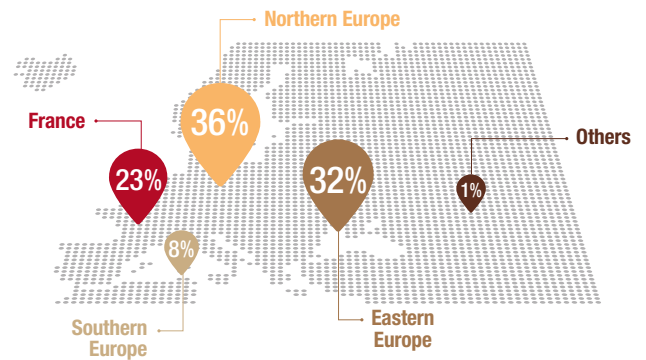 Northern Europe
36%
France
23%
Others
32%
1%
8%
Southern
Europe
Eastern
Europe